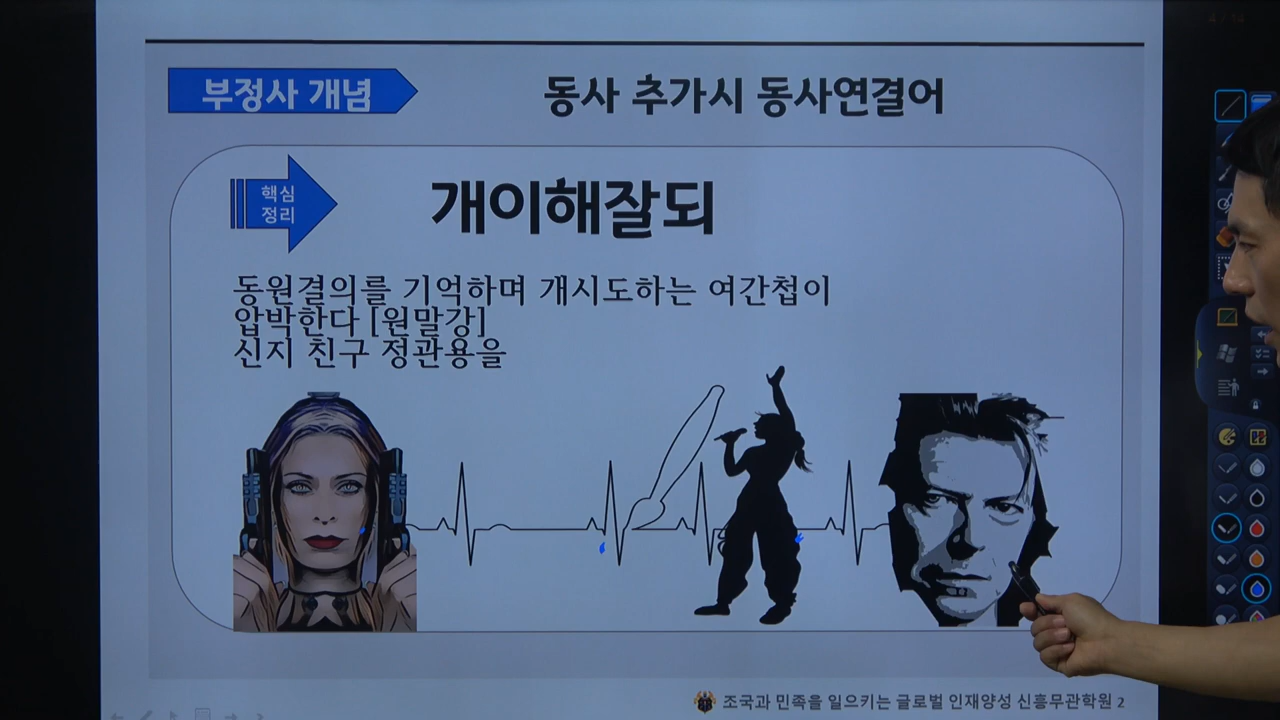 부정사 개념
동사 추가시 동사연결어
핵심
정리
개이해잘되
동원결의를 기억하며 개시도하는 여간첩이
압박한다 [원말강]
신지 친구 정관용을
조국과 민족을 일으키는 글로벌 인재양성 신흥무관학원 2